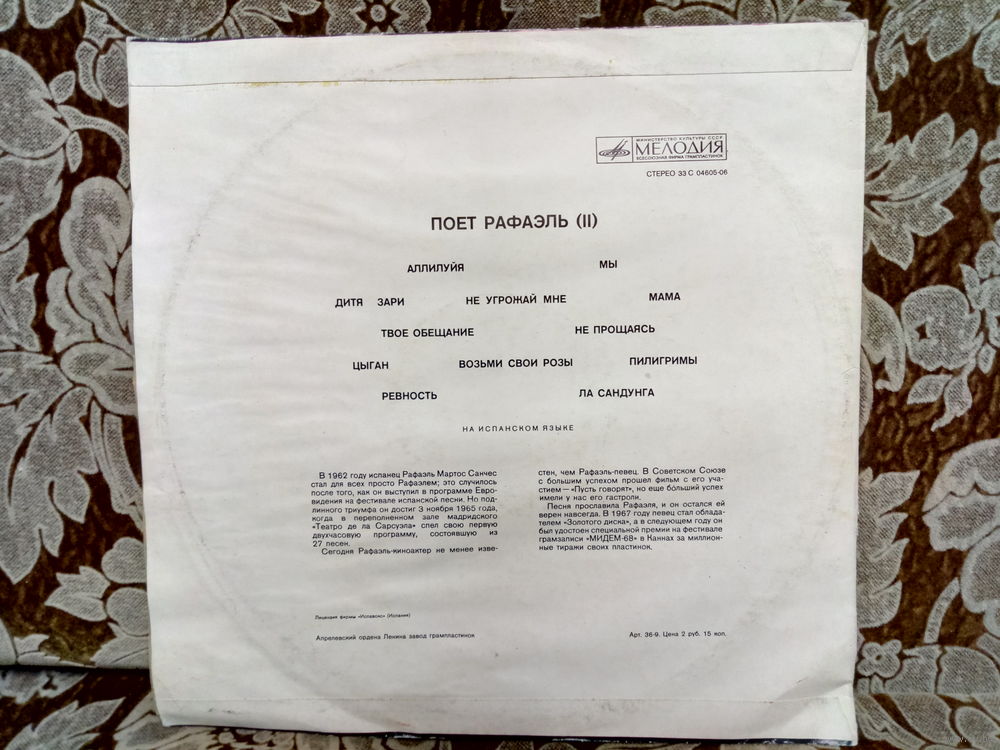 МИНИСТЕРСТВО КУЛЬТУРЫ СССР
МЕЛОДИЯ
ВСЕСОЮЗНАЯ ФИРМА ГРАМПЛАСТИНОК
СТЕРЕО 33 С 04605-06
ПОЕТ РАФАЭЛЬ (II)
АЛЛИЛУЙЯ МЫ
ДИТЯ ЗАРИ НЕ УГРОЖАЙ МНЕ МАМА
ТВОЕ ОБЕЩАНИЕ НЕ ПРОЩАЯСЬ
ЦЫГАН ВОЗЬМИ СВОИ РОЗЫ ПИЛИГРИМЫ
РЕВНОСТЬ ЛА САНДУНГА
НА ИСПАНСКОМ ЯЗЫКЕ
В 1962 году испанец Рафаэль Мартос Санчес
стал для всех просто Рафаэлем; это случилось
после того, как он выступил в программе Евро-
видения на фестивале испанской песни. Но под-
линного триумфа он достиг 3 ноября 1965 года,
когда в переполненном зале мадридского
«Театро де ла Сарсуэла» спел свою первую
двухчасовую программу, состоявшую из
27 песен.
Сегодня Рафаэль-киноактер не менее изве-
стен, чем Рафаэль-певец. В Советском Союзе
с большим успехом прошел фильм с его уча-
стием — «Пусть говорят», но еще бóльший успех
имели у нас его гастроли.
Песня прославила Рафаэля, и он остался ей
верен навсегда. В 1967 году певец стал облада-
телем «Золотого диска», а в следующем году он
был удостоен специальной премии на фестивале
грамзаписи «МИДЕМ-68» в Каннах за миллион-
ные тиражи своих пластинок.
Лицензия фирмы «Испавокс» (Испания)
Апрелевский ордена Ленина завод грампластинок
Арт. 36-9. Цена 2 руб. 15 коп.